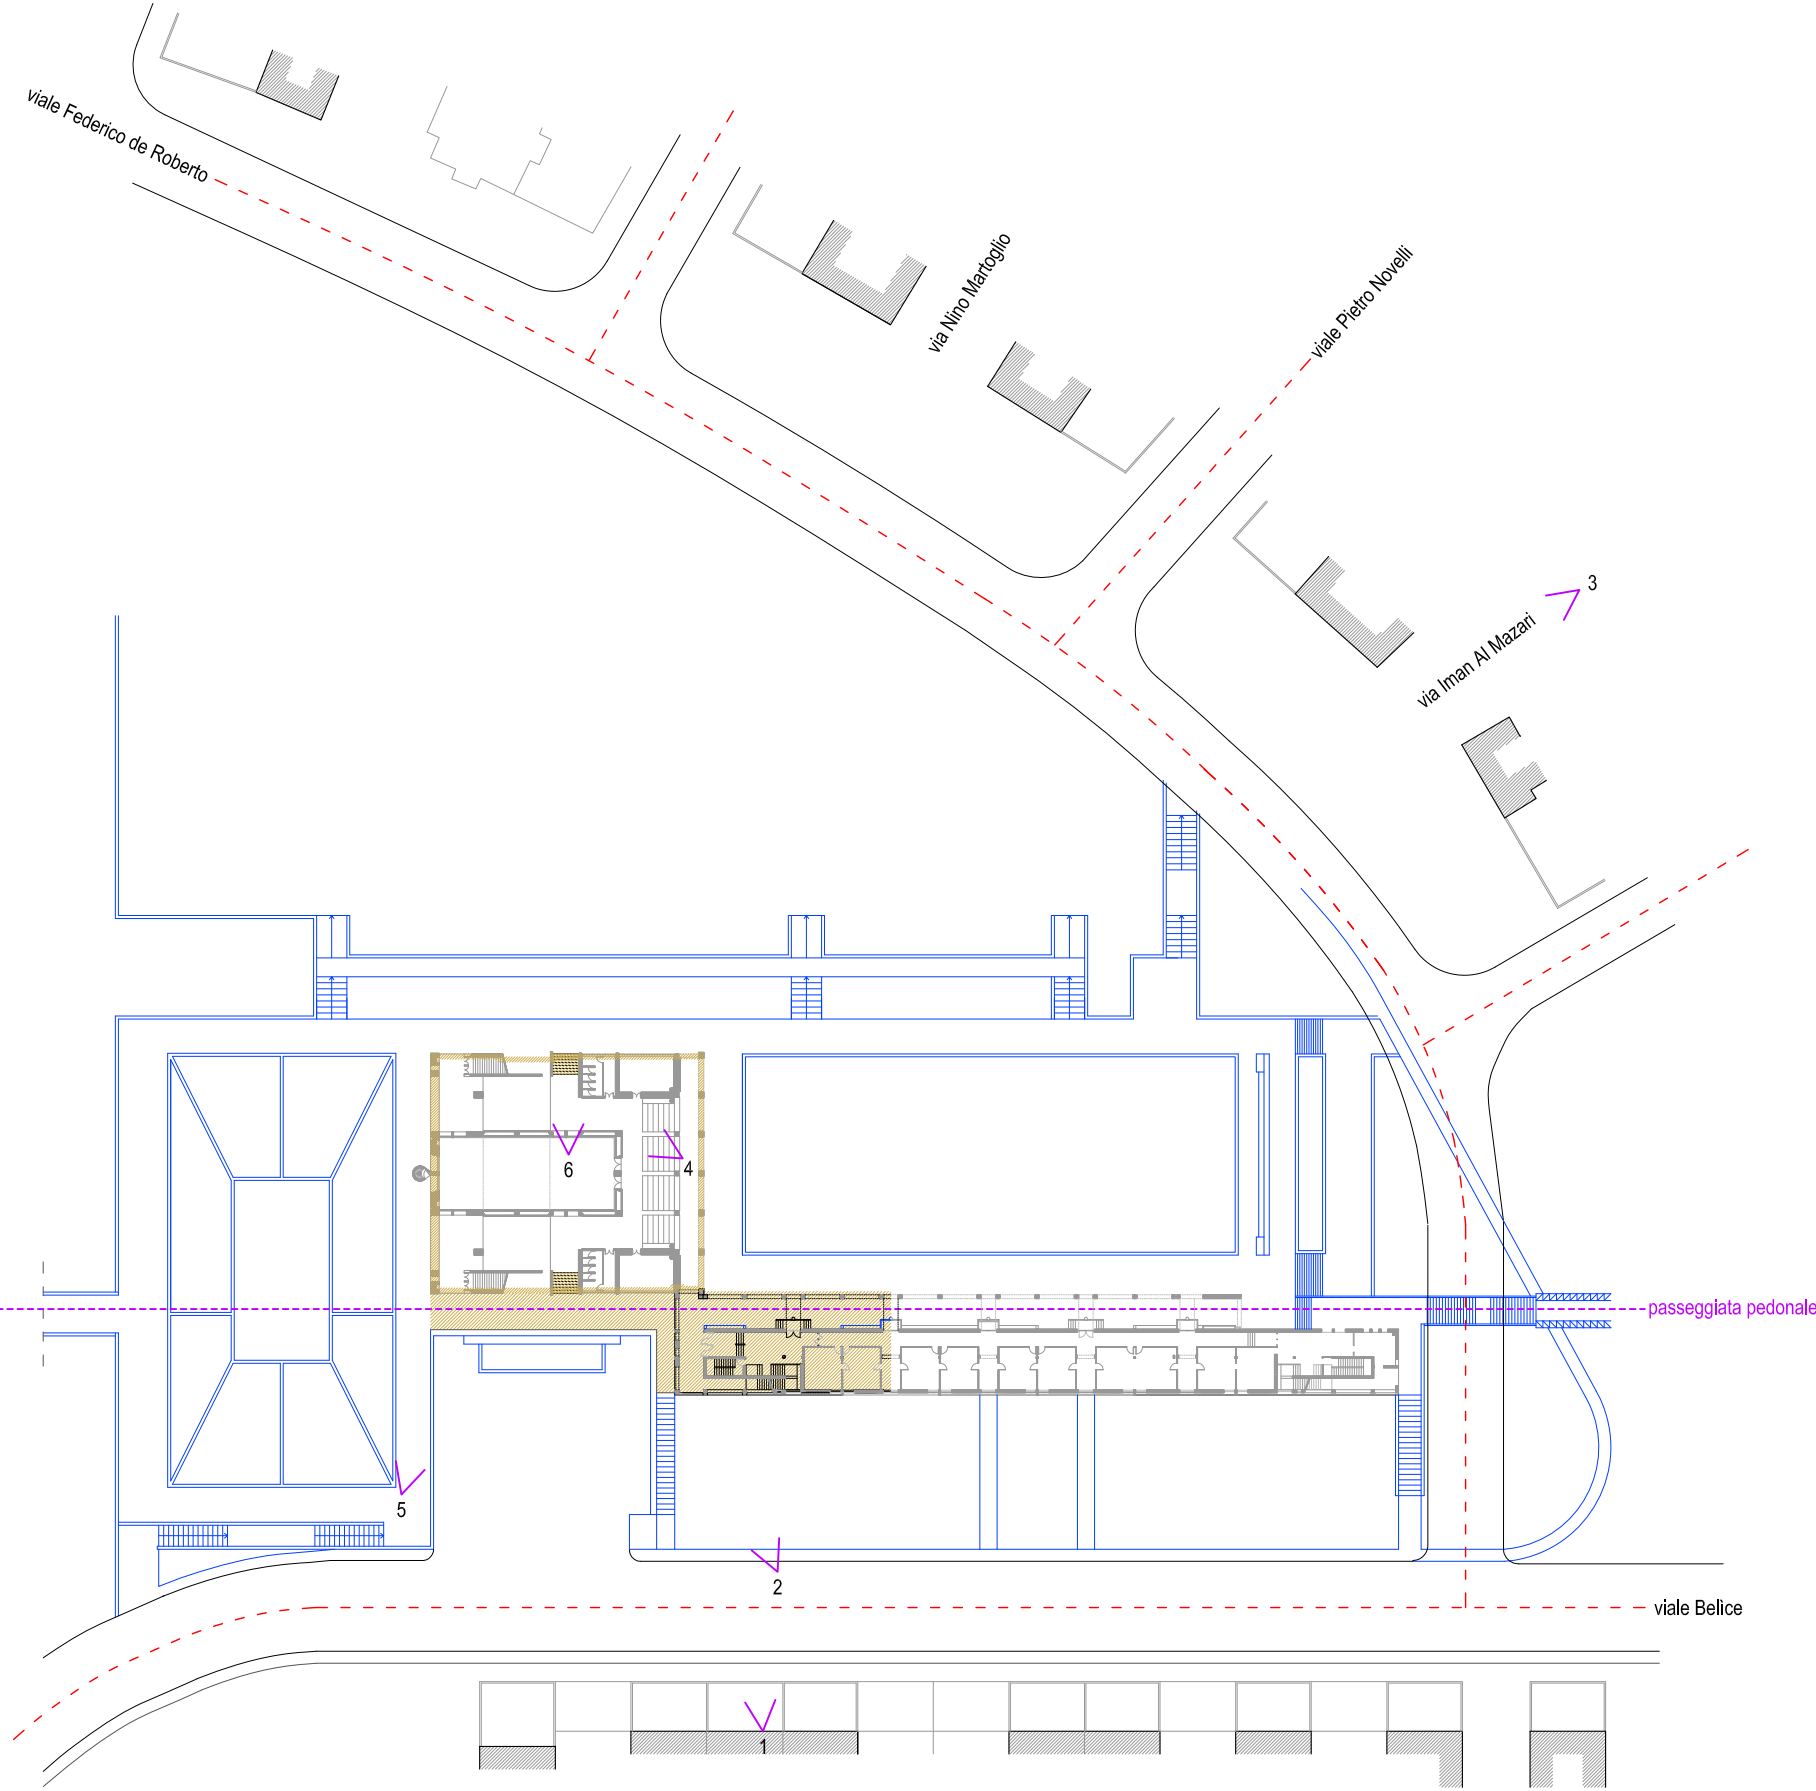 viale Federico de Roberto
via Nino Martoglio
viale Pietro Novelli
3
via Iman Al Mazari
6
4
passeggiata pedonale
5
2
viale Belìce
1